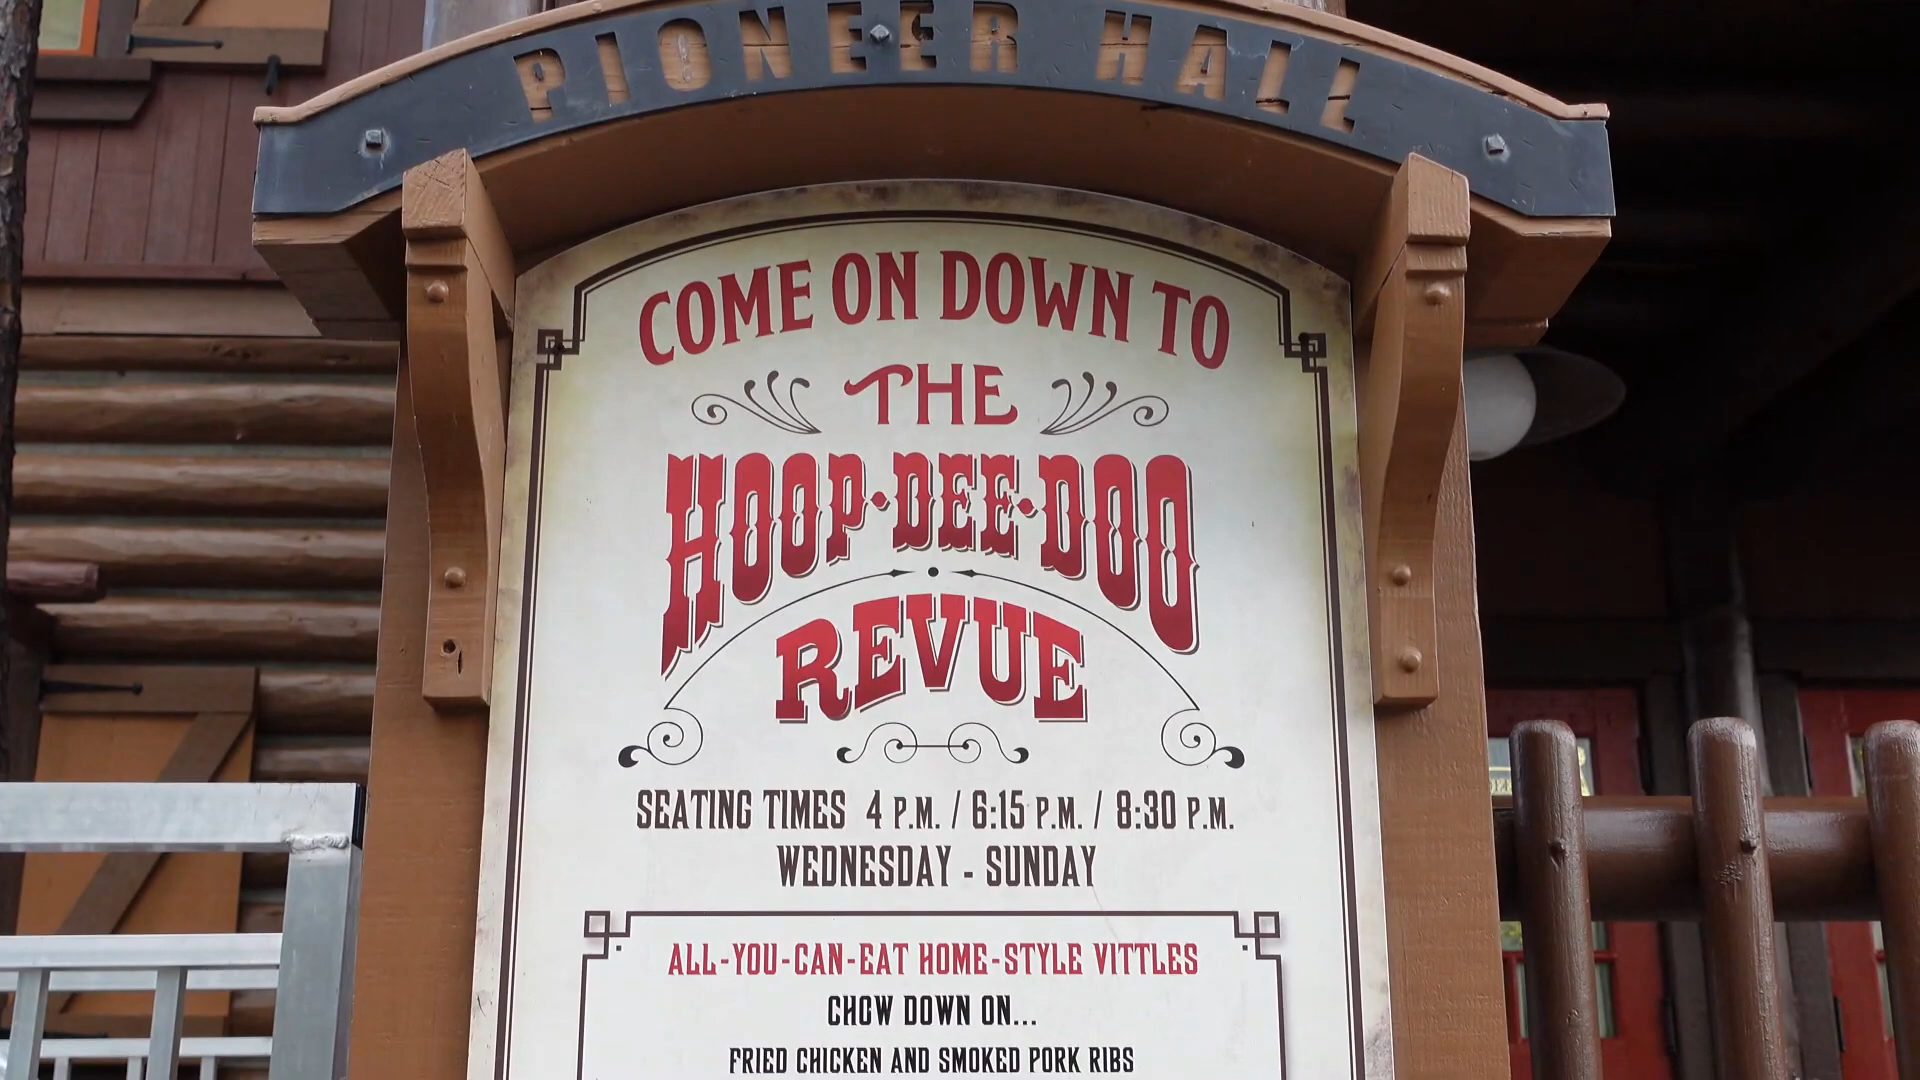 PIONEER HALL
COME ON DOWN TO
THE
HOOP·DEE·DOO
REVUE
SEATING TIMES 4 P.M. / 6:15 P.M. / 8:30 P.M.
WEDNESDAY - SUNDAY
ALL-YOU-CAN-EAT HOME-STYLE VITTLES
CHOW DOWN ON...
FRIED CHICKEN AND SMOKED PORK RIBS